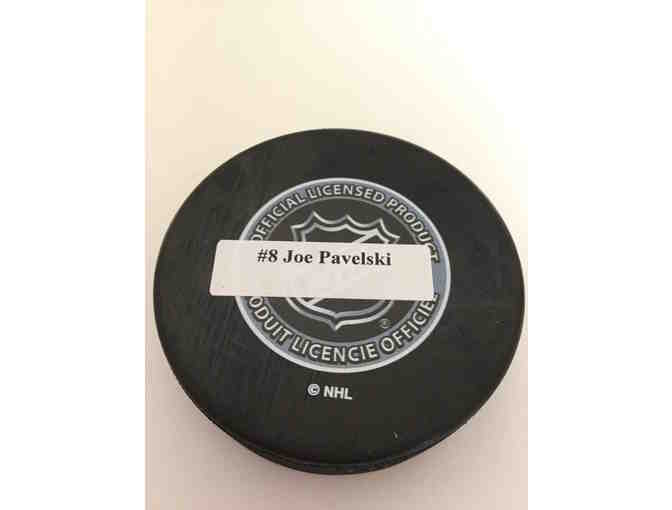 OFFICIAL LICENSED PRODUCT
#8 Joe Pavelski
PRODUIT LICENCIE OFFICIEL
®
© NHL